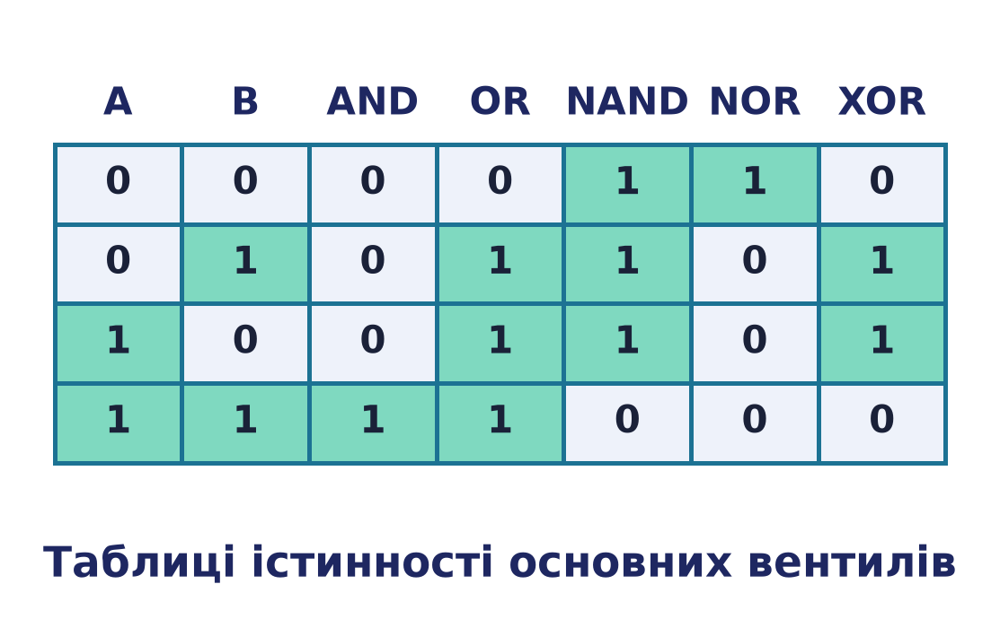 A B AND OR NAND NOR XOR
0 0 0 0 1 1 0
0 1 0 1 1 0 1
1 0 0 1 1 0 1
1 1 1 1 0 0 0
Таблиці істинності основних вентилів